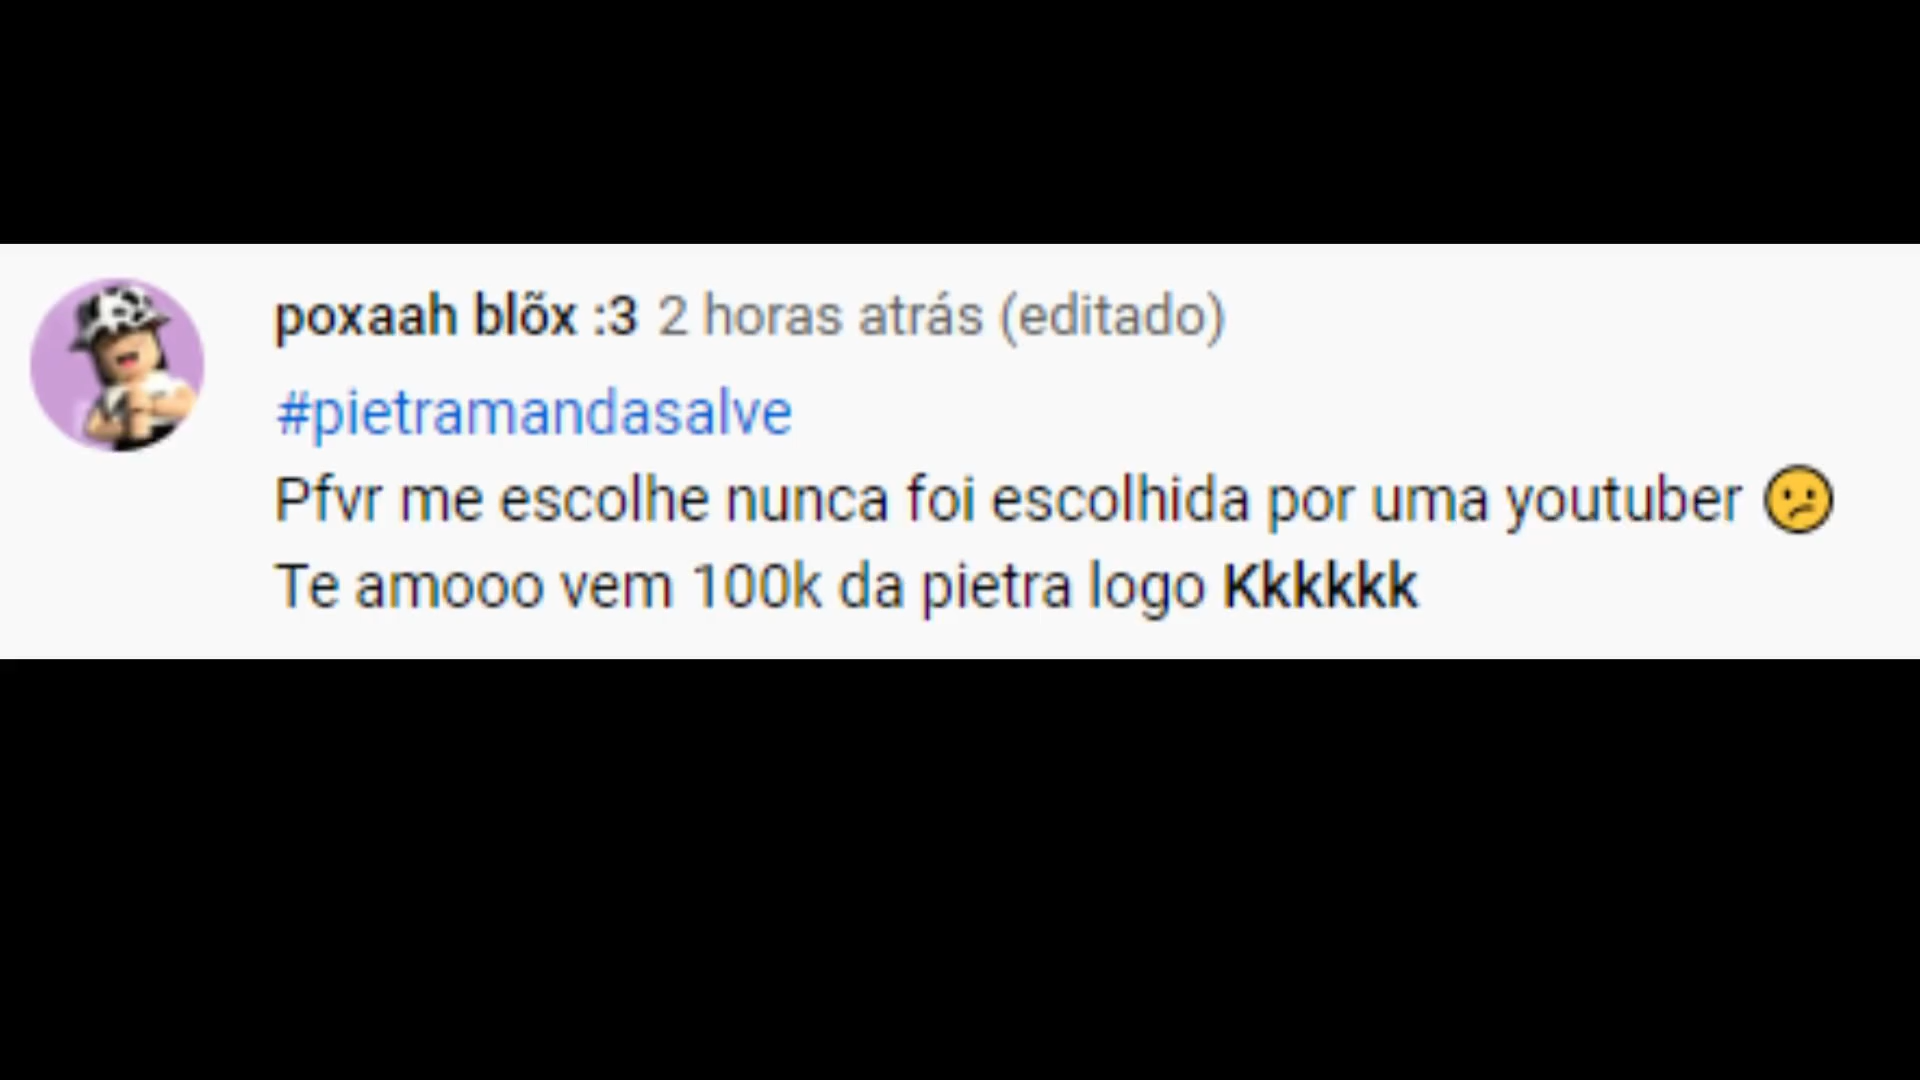 poxaah blõx :3 2 horas atrás (editado)
#pietramandasalve
Pfvr me escolhe nunca foi escolhida por uma youtuber 😕
Te amooo vem 100k da pietra logo Kkkkkk